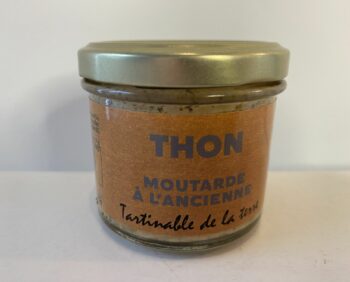 THON
MOUTARDE
À L'ANCIENNE
Tartinable de la terre